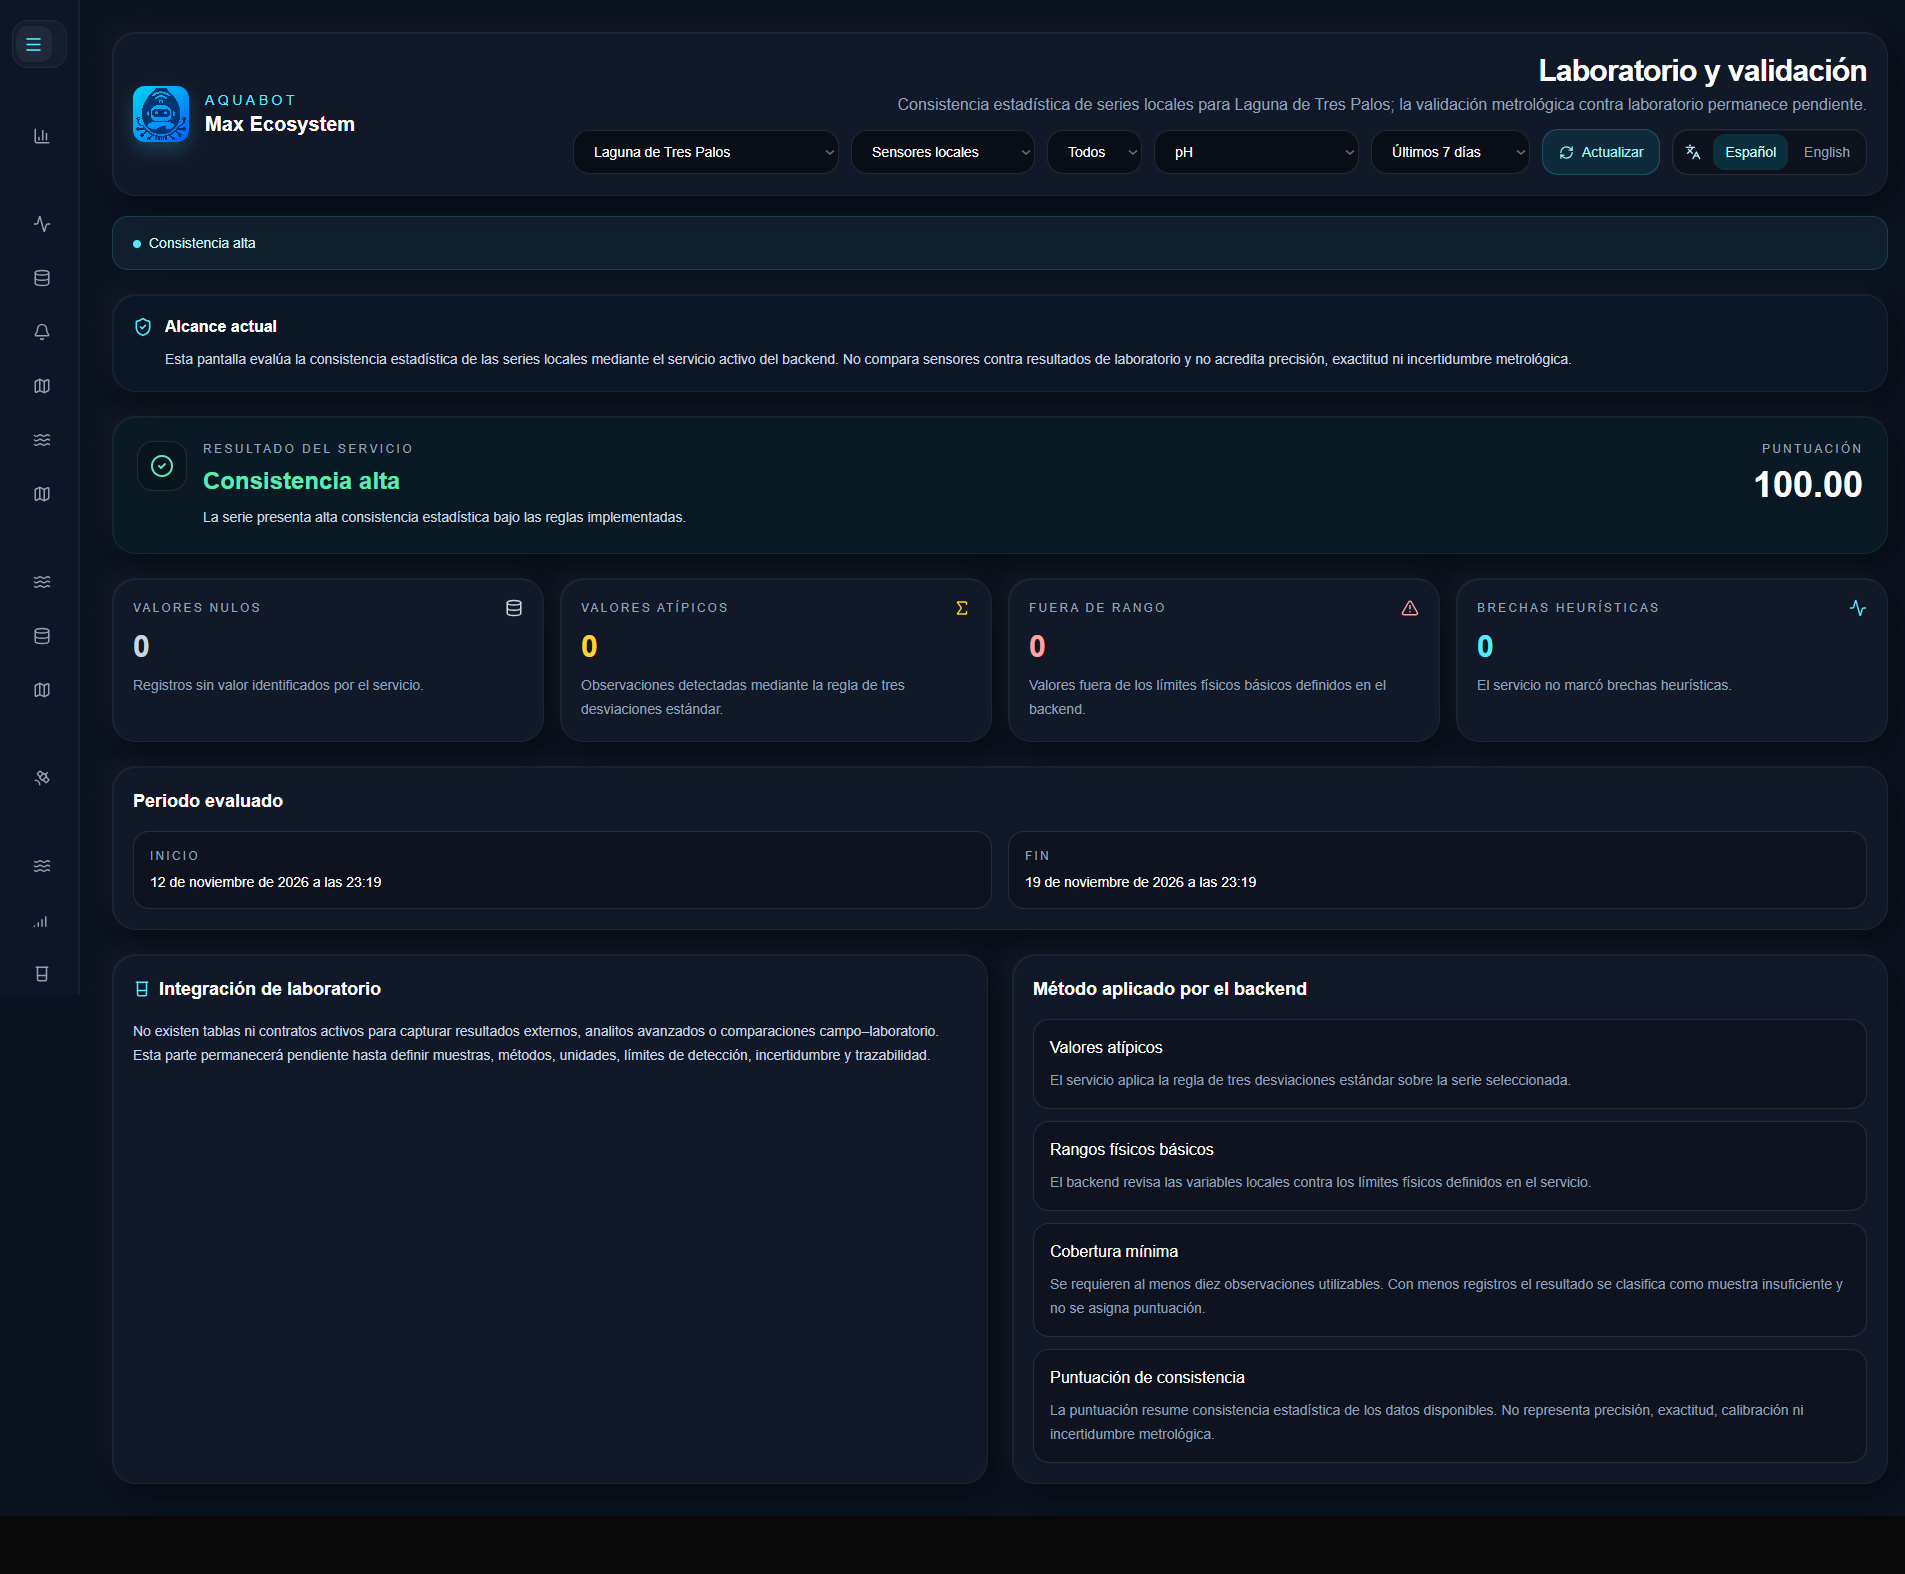 AQUABOT
Max Ecosystem
Laboratorio y validación
Consistencia estadística de series locales para Laguna de Tres Palos; la validación metrológica contra laboratorio permanece pendiente.
Laguna de Tres Palos
Sensores locales
Todos
pH
Últimos 7 días
Actualizar
Español
English
Consistencia alta
Alcance actual
Esta pantalla evalúa la consistencia estadística de las series locales mediante el servicio activo del backend. No compara sensores contra resultados de laboratorio y no acredita precisión, exactitud ni incertidumbre metrológica.
RESULTADO DEL SERVICIO
Consistencia alta
La serie presenta alta consistencia estadística bajo las reglas implementadas.
PUNTUACIÓN
100.00
VALORES NULOS
0
Registros sin valor identificados por el servicio.
VALORES ATÍPICOS
0
Observaciones detectadas mediante la regla de tres
desviaciones estándar.
FUERA DE RANGO
0
Valores fuera de los límites físicos básicos definidos en el
backend.
BRECHAS HEURÍSTICAS
0
El servicio no marcó brechas heurísticas.
Periodo evaluado
INICIO
12 de noviembre de 2026 a las 23:19
FIN
19 de noviembre de 2026 a las 23:19
Integración de laboratorio
No existen tablas ni contratos activos para capturar resultados externos, analitos avanzados o comparaciones campo–laboratorio.
Esta parte permanecerá pendiente hasta definir muestras, métodos, unidades, límites de detección, incertidumbre y trazabilidad.
Método aplicado por el backend
Valores atípicos
El servicio aplica la regla de tres desviaciones estándar sobre la serie seleccionada.
Rangos físicos básicos
El backend revisa las variables locales contra los límites físicos definidos en el servicio.
Cobertura mínima
Se requieren al menos diez observaciones utilizables. Con menos registros el resultado se clasifica como muestra insuficiente y
no se asigna puntuación.
Puntuación de consistencia
La puntuación resume consistencia estadística de los datos disponibles. No representa precisión, exactitud, calibración ni
incertidumbre metrológica.